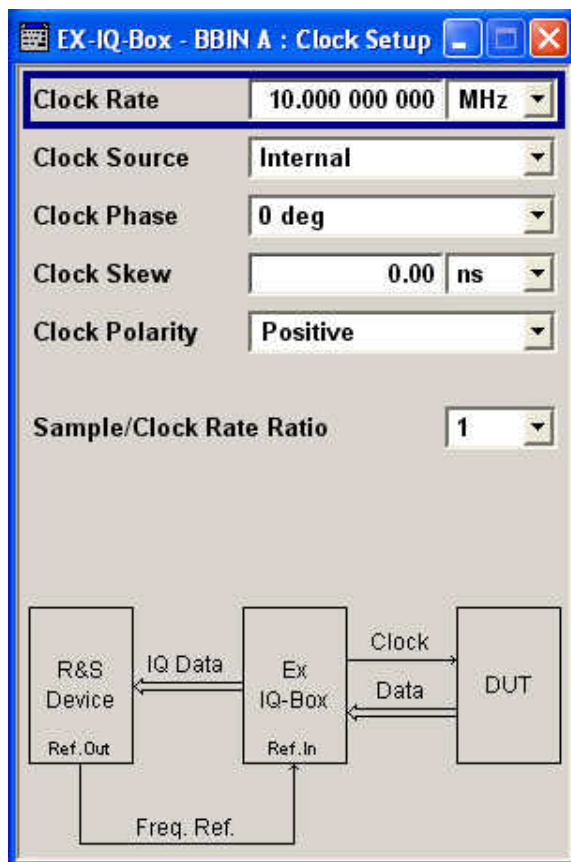 EX-IQ-Box - BBIN A : Clock Setup
Clock Rate 10.000 000 000 MHz
Clock Source Internal
Clock Phase 0 deg
Clock Skew 0.00 ns
Clock Polarity Positive
Sample/Clock Rate Ratio 1
R&S Device
Ref.Out
IQ Data
Ex IQ-Box
Ref.In
Clock
Data
DUT
Freq. Ref.